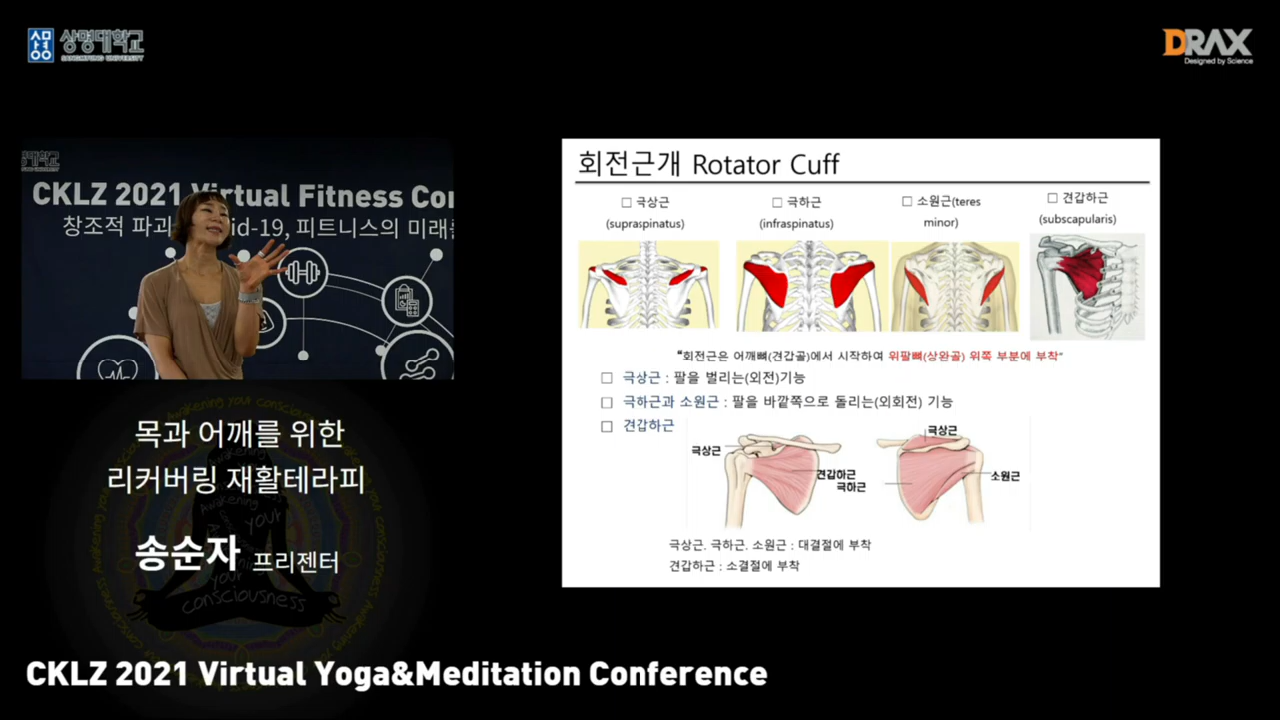 상명대학교
SANGMYUNG UNIVERSITY
DRAX
Designed by Science
CKLZ 2021 Virtual Fitness Con
창조적 파과 id-19, 피트니스의 미래를
목과 어깨를 위한
리커버링 재활테라피
송순자 프리젠터
회전근개 Rotator Cuff
□ 극상근
(supraspinatus)
□ 극하근
(infraspinatus)
□ 소원근(teres
minor)
□ 견갑하근
(subscapularis)
“회전근은 어깨뼈(견갑골)에서 시작하여 위팔뼈(상완골) 위쪽 부분에 부착”
□ 극상근 : 팔을 벌리는(외전)기능
□ 극하근과 소원근 : 팔을 바깥쪽으로 돌리는(외회전) 기능
□ 견갑하근
극상근
견갑하근
극하근
극상근
소원근
극상근. 극하근. 소원근 : 대결절에 부착
견갑하근 : 소결절에 부착
CKLZ 2021 Virtual Yoga&Meditation Conference